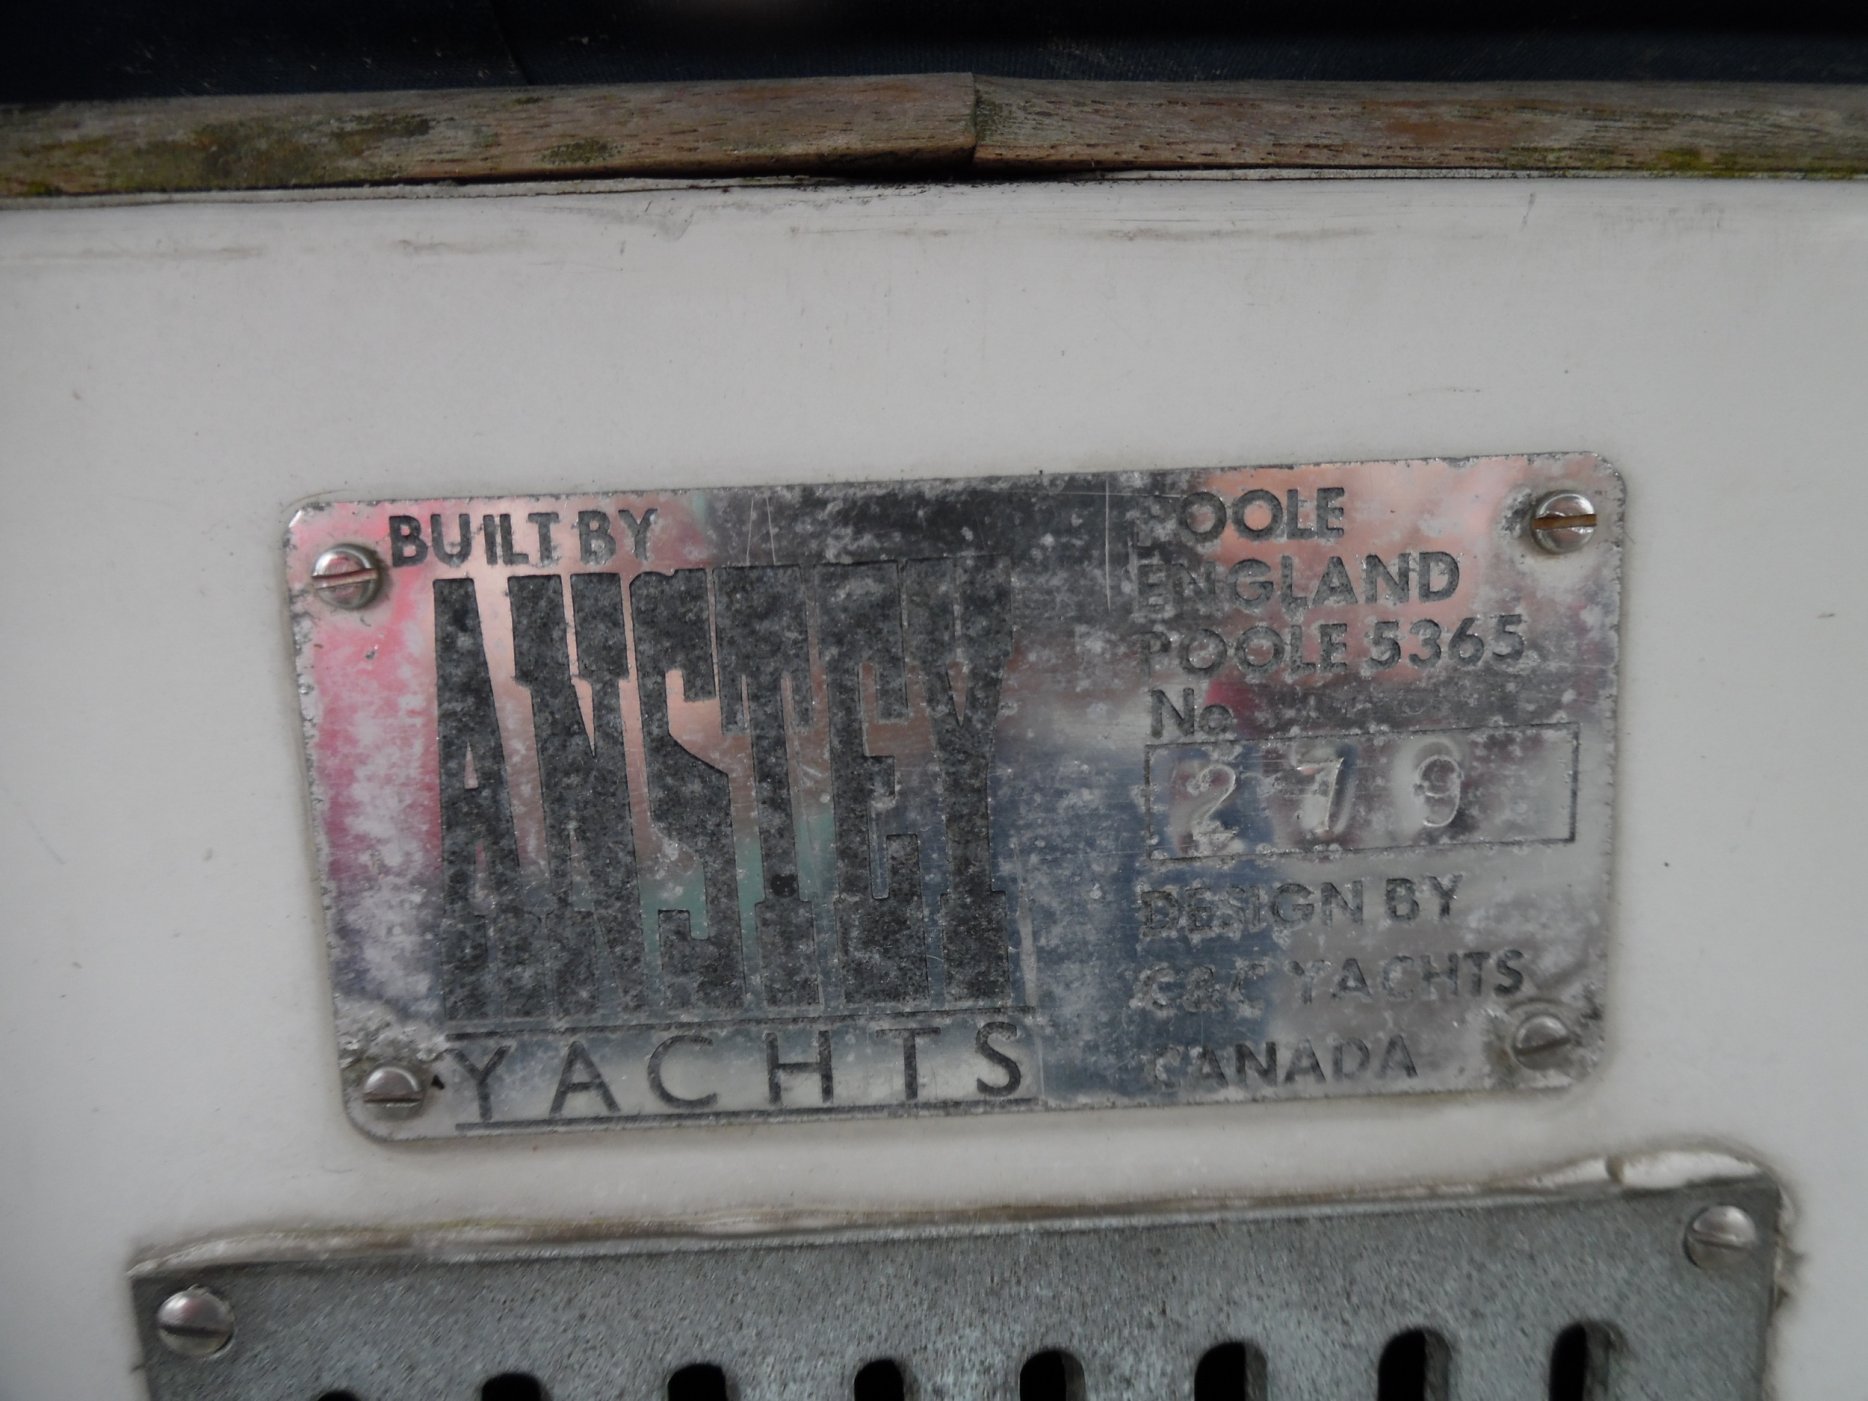 BUILT BY
ANSTEY
YACHTS
POOLE
ENGLAND
POOLE 5365
No
279
DESIGN BY
C&C YACHTS
CANADA